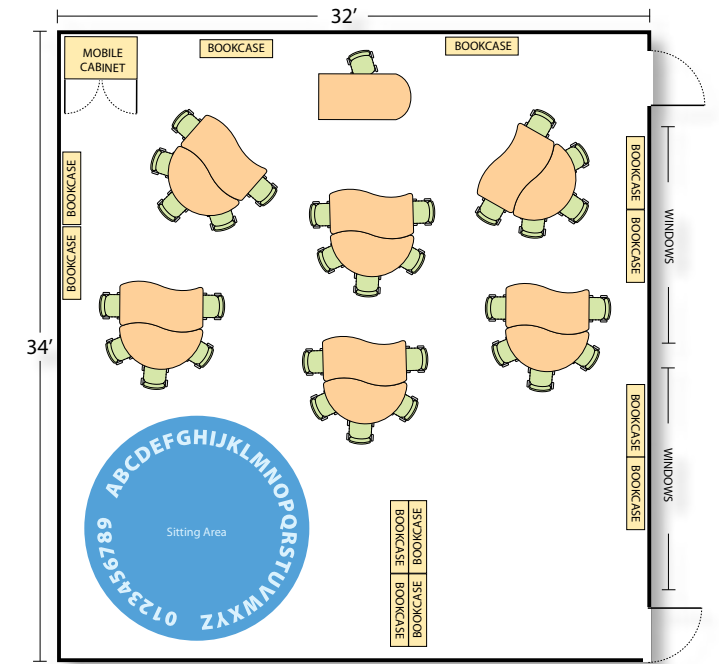 32’
MOBILE
CABINET
BOOKCASE
BOOKCASE
BOOKCASE
BOOKCASE
BOOKCASE
BOOKCASE
WINDOWS
34’
BOOKCASE
BOOKCASE
WINDOWS
ABCDEFGHIJKLMNOPQRSTUVWXYZ
0123456789
Sitting Area
BOOKCASE
BOOKCASE
BOOKCASE
BOOKCASE